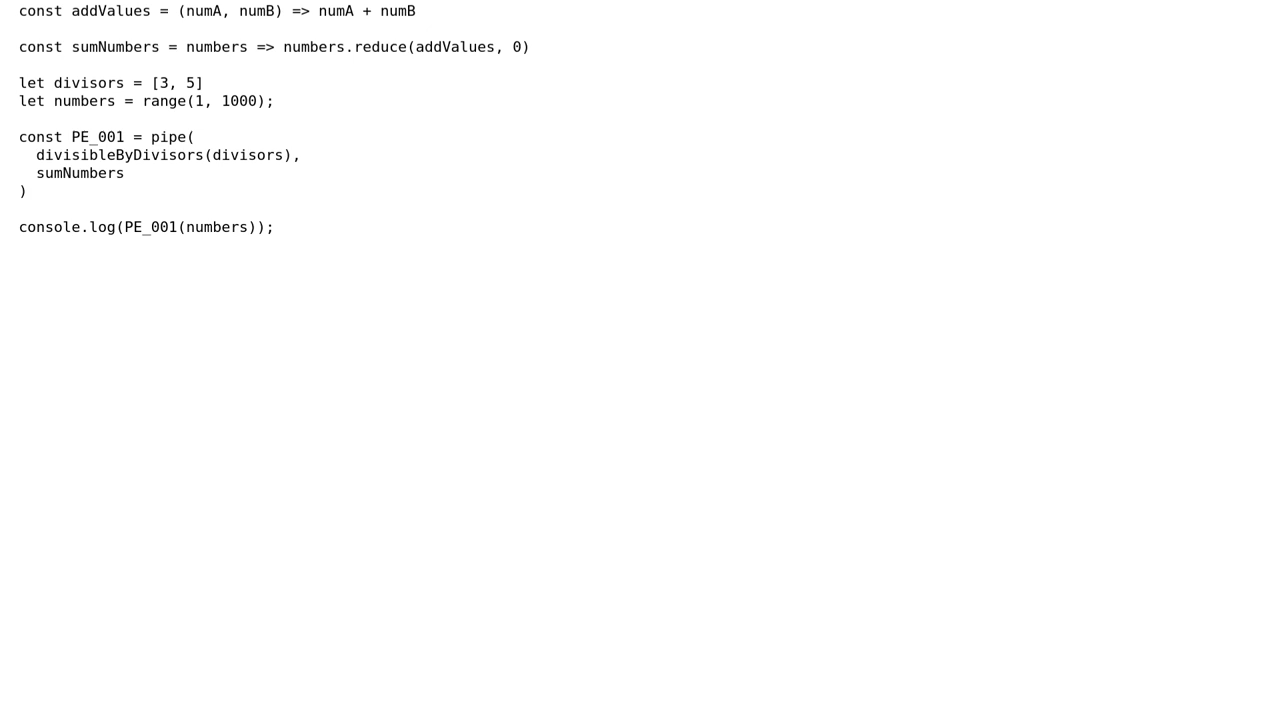 const addValues = (numA, numB) => numA + numB

const sumNumbers = numbers => numbers.reduce(addValues, 0)

let divisors = [3, 5]
let numbers = range(1, 1000);

const PE_001 = pipe(
  divisibleByDivisors(divisors),
  sumNumbers
)

console.log(PE_001(numbers));